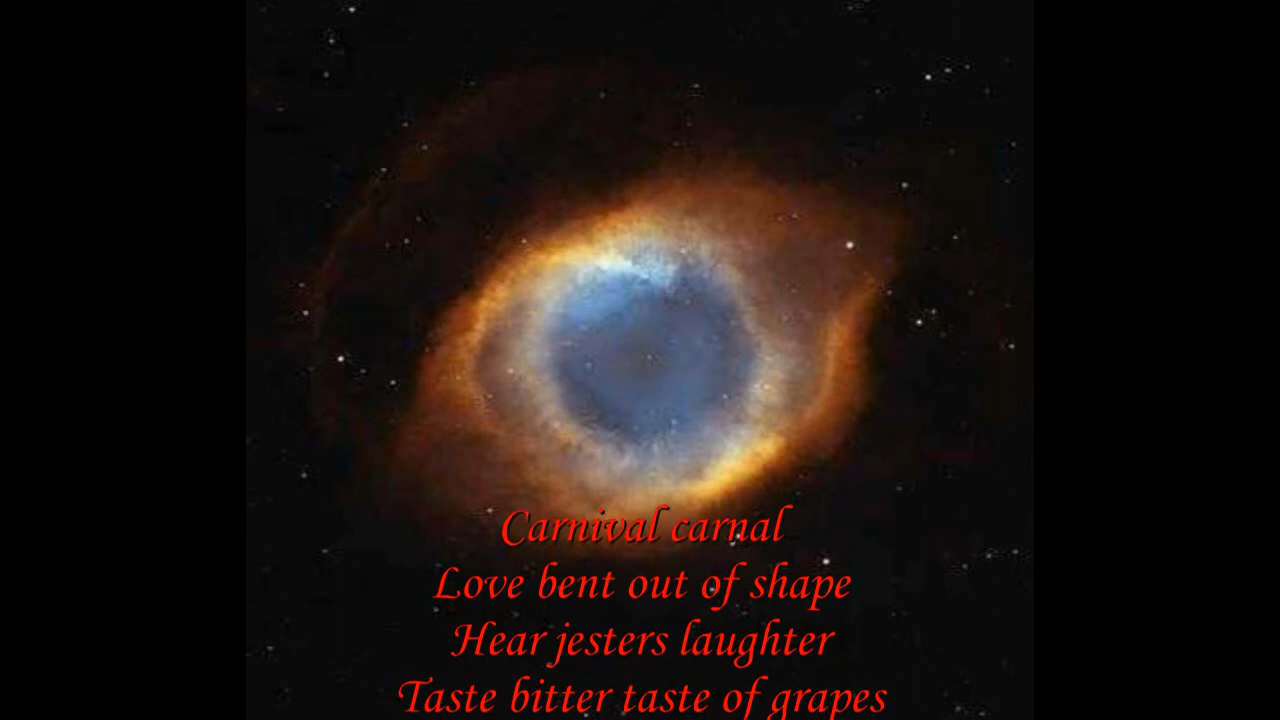 Carnival carnal
Love bent out of shape
Hear jesters laughter
Taste bitter taste of grapes